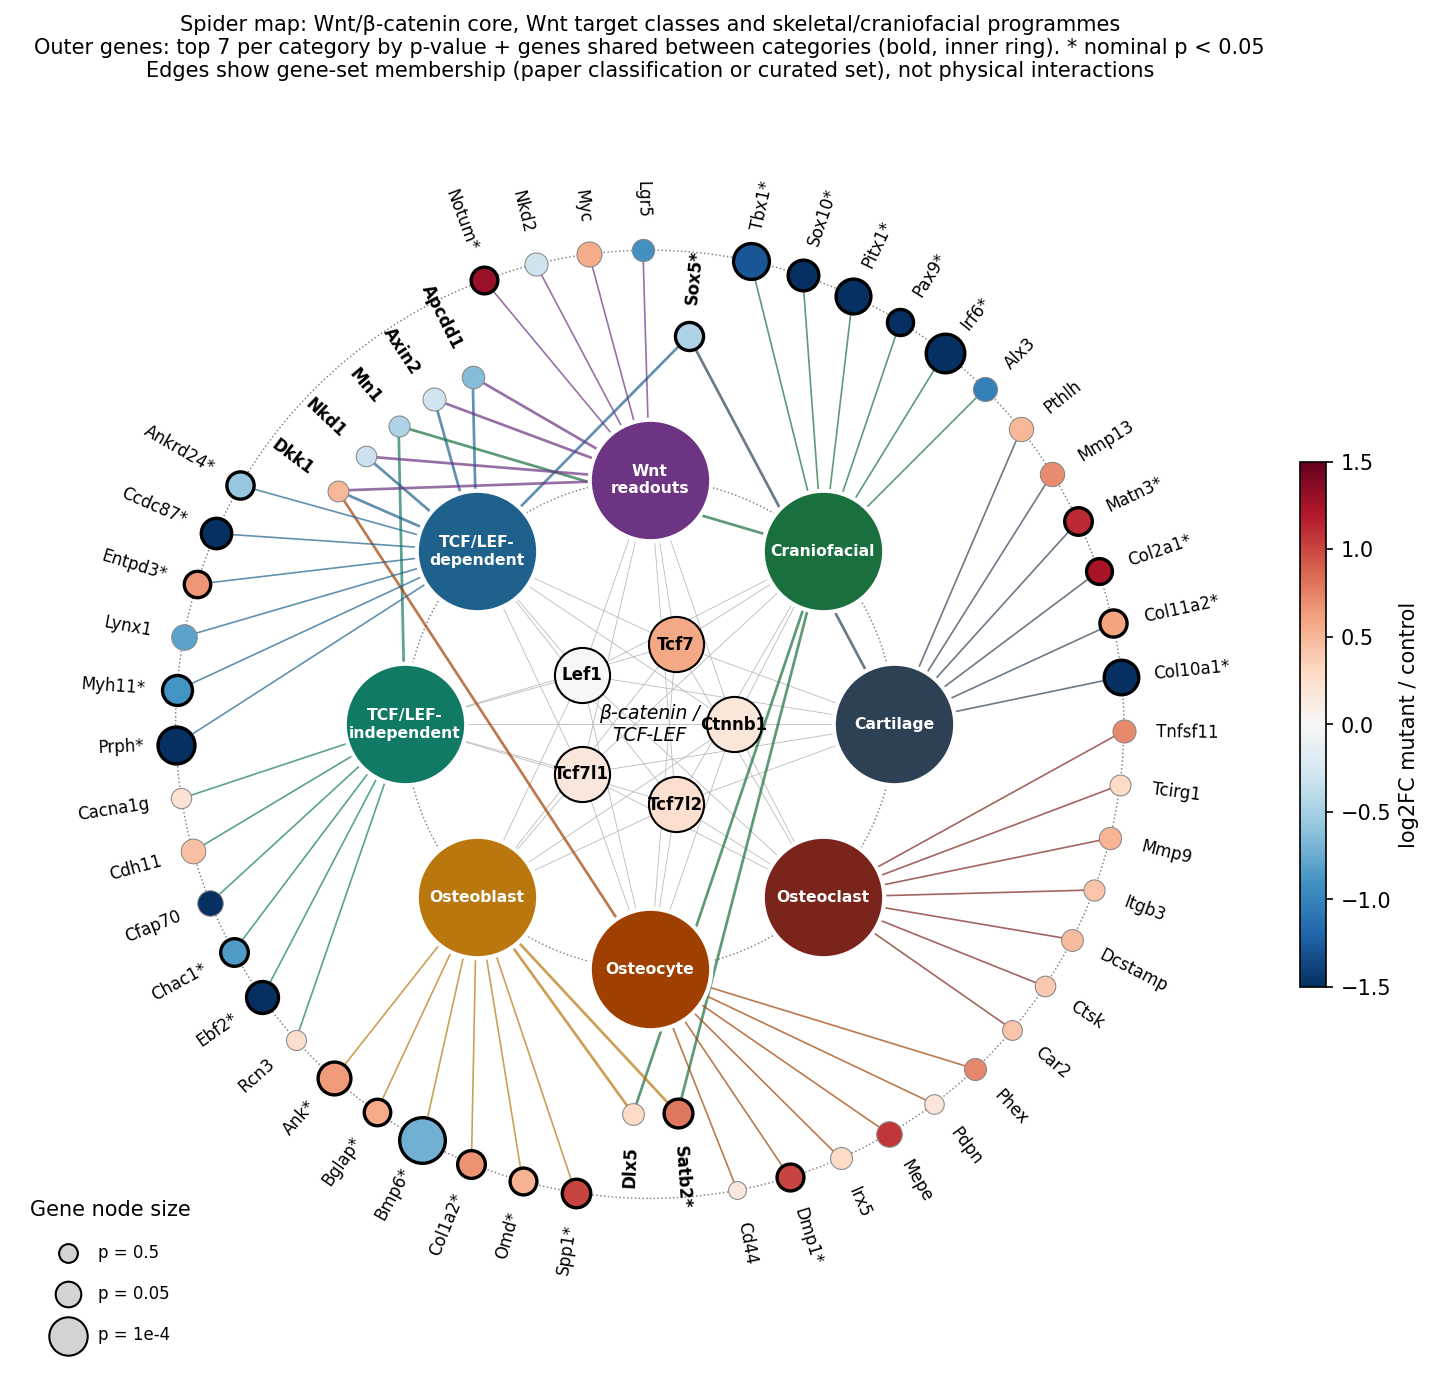 Spider map: Wnt/β-catenin core, Wnt target classes and skeletal/craniofacial programmes
Outer genes: top 7 per category by p-value + genes shared between categories (bold, inner ring). * nominal p < 0.05
Edges show gene-set membership (paper classification or curated set), not physical interactions
Notum*
Nkd2
Myc
Lgr5
Sox5*
Tbx1*
Sox10*
Pitx1*
Pax9*
Irf6*
Alx3
Pthlh
Mmp13
Matn3*
Col2a1*
Col11a2*
Col10a1*
Tnfsf11
Tcirg1
Mmp9
Itgb3
Dcstamp
Ctsk
Car2
Phex
Pdpn
Mepe
Irx5
Dmp1*
Cd44
Satb2*
Dlx5
Spp1*
Omd*
Col1a2*
Bmp6*
Bglap*
Ank*
Rcn3
Ebf2*
Chac1*
Cfap70
Cdh11
Cacna1g
Prph*
Myh11*
Lynx1
Entpd3*
Ccdc87*
Ankrd24*
Dkk1
Nkd1
Mn1
Axin2
Apcdd1
Wnt
readouts
Craniofacial
Cartilage
Osteoclast
Osteocyte
Osteoblast
TCF/LEF-
independent
TCF/LEF-
dependent
Tcf7
Lef1
Ctnnb1
Tcf7l1
Tcf7l2
β-catenin /
TCF-LEF
1.5
1.0
0.5
0.0
−0.5
−1.0
−1.5
log2FC mutant / control
Gene node size
p = 0.5
p = 0.05
p = 1e-4